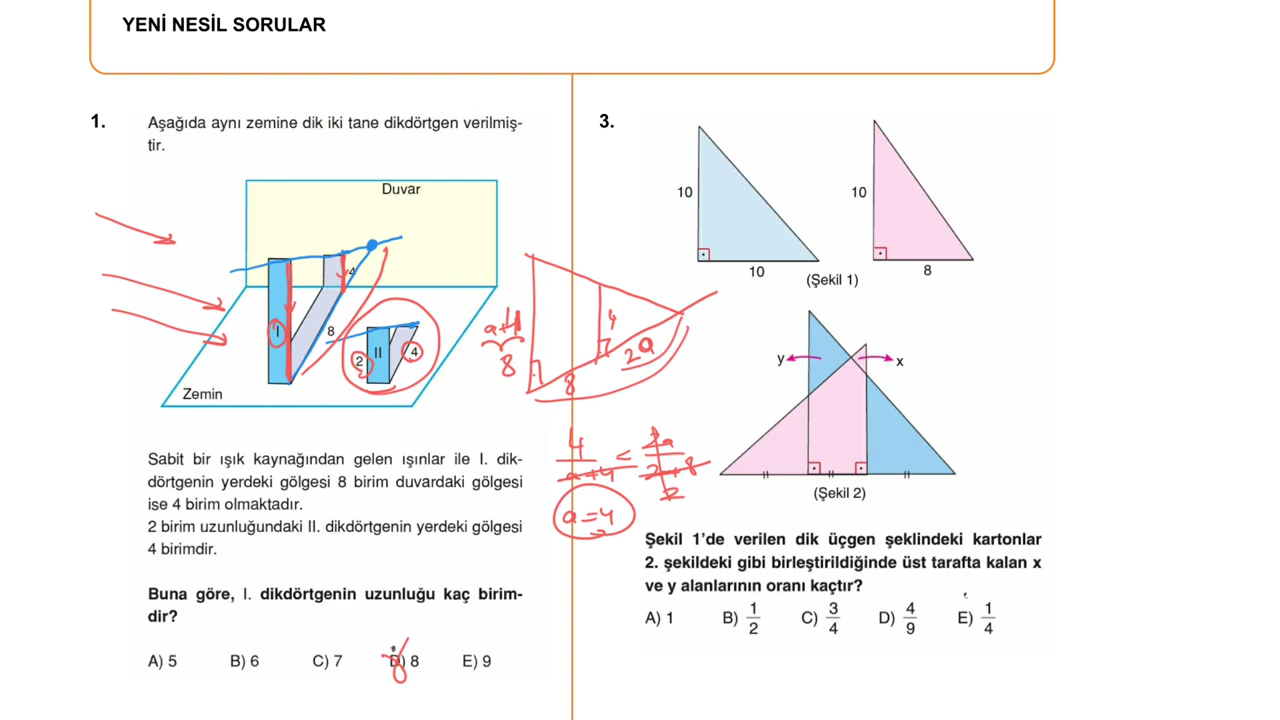 YENİ NESİL SORULAR
1.
Aşağıda aynı zemine dik iki tane dikdörtgen verilmiş-
tir.
Duvar
4
I
8
2
II
4
Zemin
a+4
8
4
8
2a
4
a+4
2a
2a+8
a=4
Sabit bir ışık kaynağından gelen ışınlar ile I. dik-
dörtgenin yerdeki gölgesi 8 birim duvardaki gölgesi
ise 4 birim olmaktadır.
2 birim uzunluğundaki II. dikdörtgenin yerdeki gölgesi
4 birimdir.
Buna göre, I. dikdörtgenin uzunluğu kaç birim-
dir?
A) 5 B) 6 C) 7 D) 8 E) 9
3.
10
10
10
8
(Şekil 1)
y
x
(Şekil 2)
Şekil 1'de verilen dik üçgen şeklindeki kartonlar
2. şekildeki gibi birleştirildiğinde üst tarafta kalan x
ve y alanlarının oranı kaçtır?
A) 1 B) 1/2 C) 3/4 D) 4/9 E) 1/4